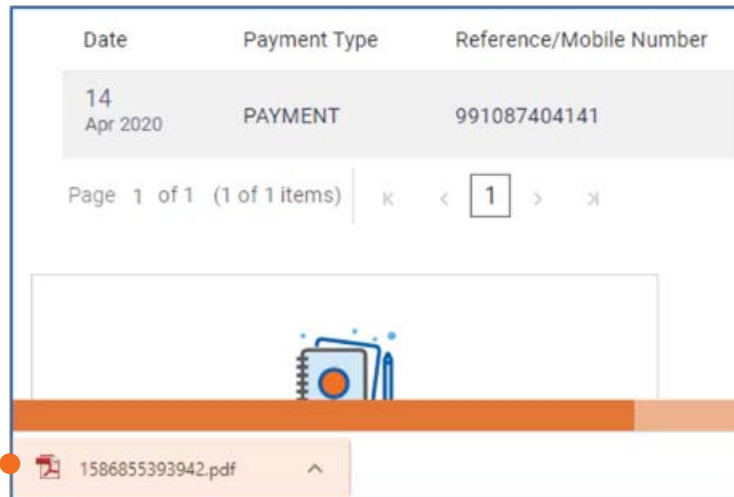 Date Payment Type Reference/Mobile Number
14
Apr 2020 PAYMENT 991087404141
Page 1 of 1 (1 of 1 items) K < 1 > >|
1586855393942.pdf